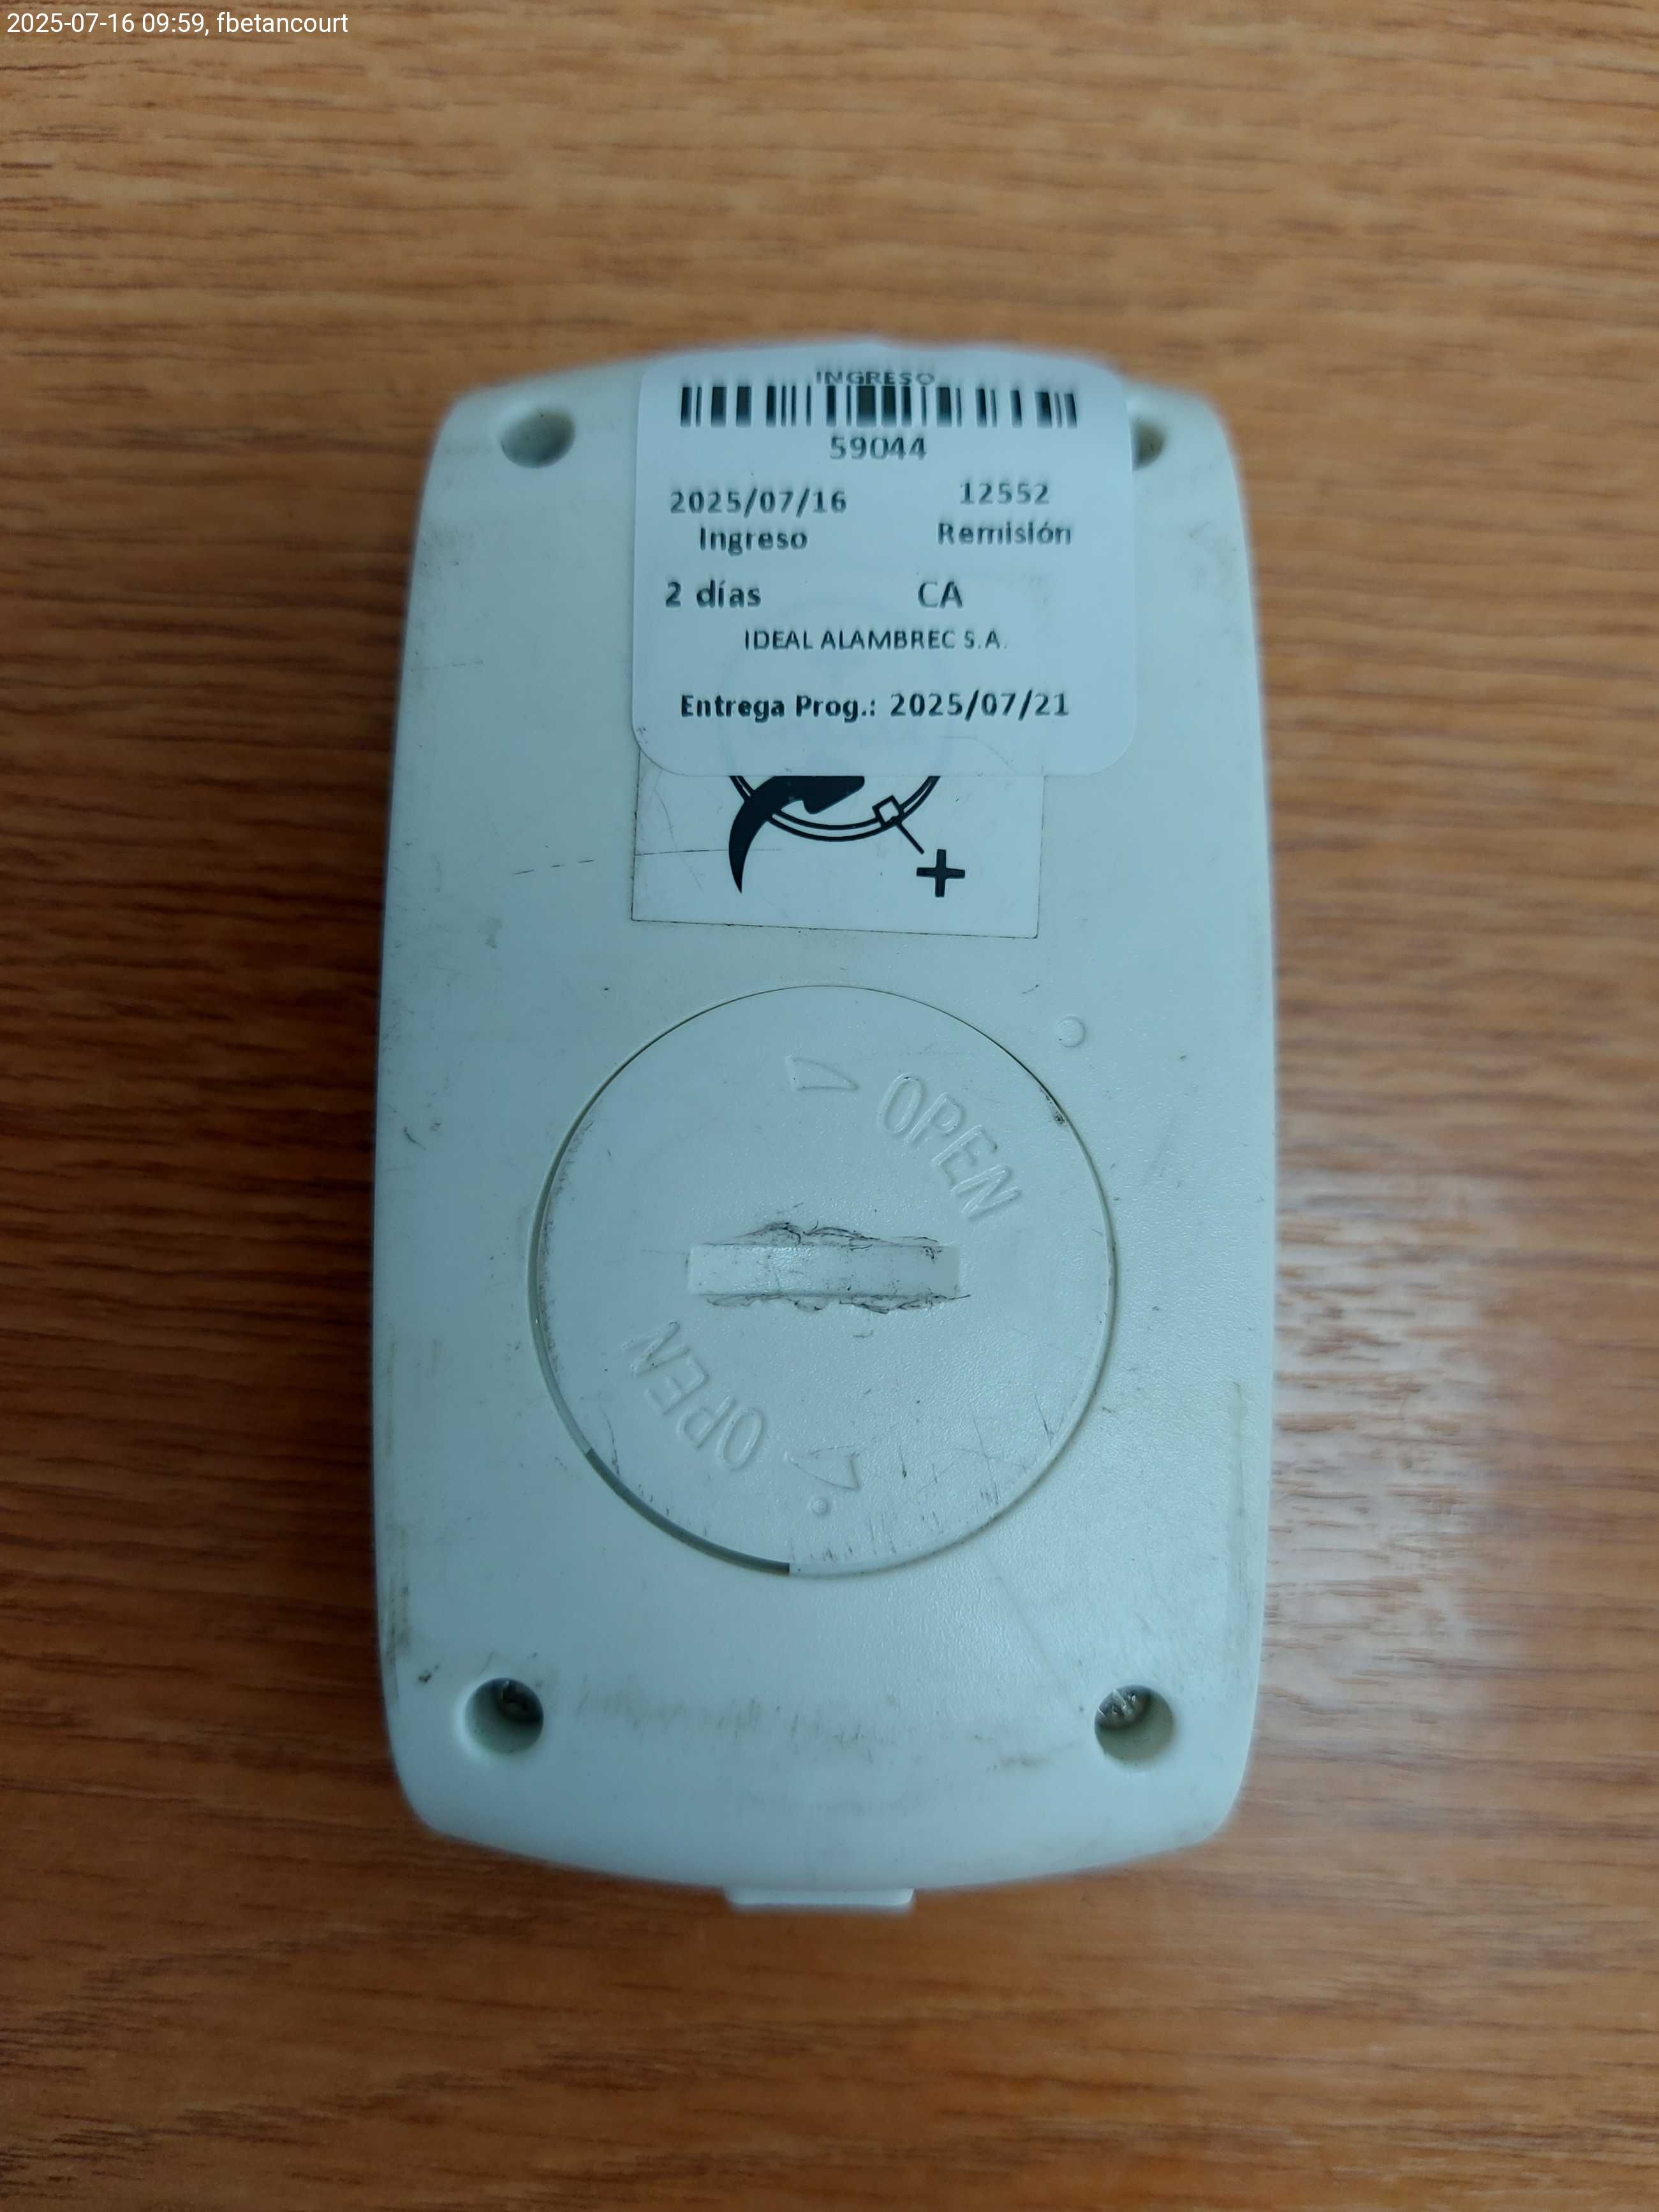 2025-07-16 09:59, fbetancourt
INGRESO
59044
2025/07/16 12552
Ingreso Remisión
2 días CA
IDEAL ALAMBREC S.A.
Entrega Prog.: 2025/07/21
+
OPEN
OPEN